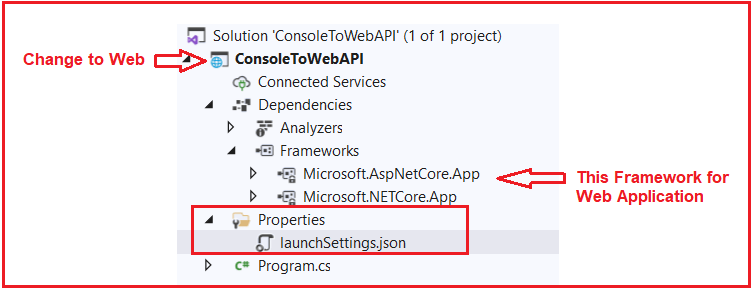 Solution 'ConsoleToWebAPI' (1 of 1 project)
Change to Web
ConsoleToWebAPI
Connected Services
Dependencies
Analyzers
Frameworks
Microsoft.AspNetCore.App
This Framework for
Web Application
Microsoft.NETCore.App
Properties
launchSettings.json
C# Program.cs